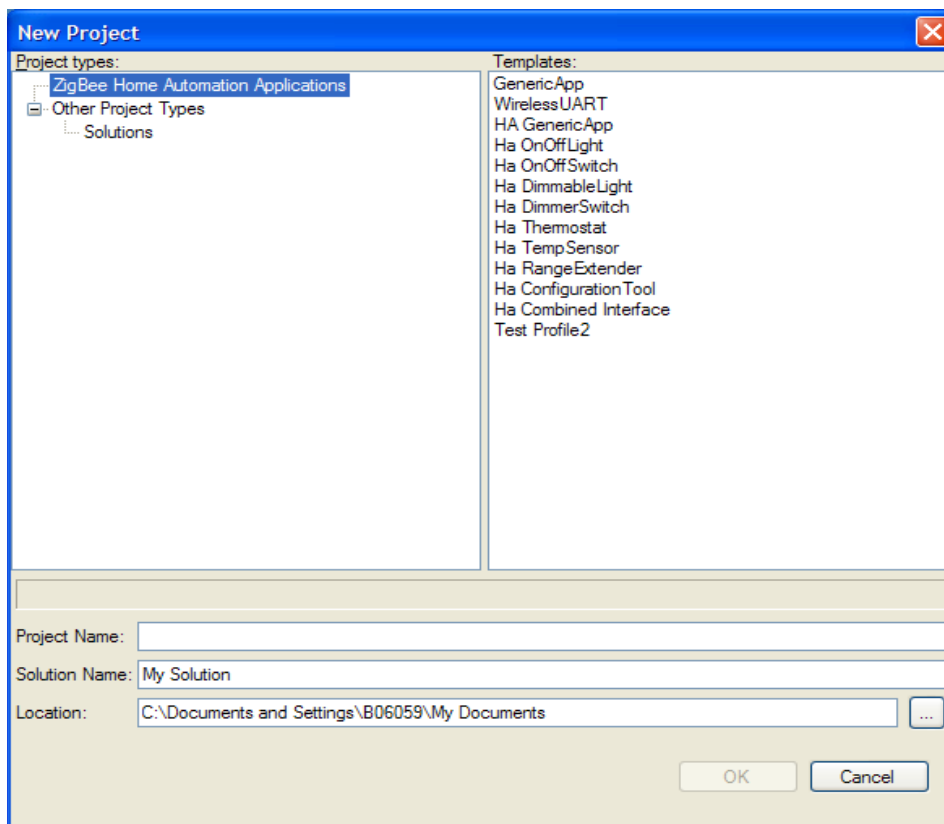 New Project
Project types:
Templates:
ZigBee Home Automation Applications
Other Project Types
Solutions
GenericApp
WirelessUART
HA GenericApp
Ha OnOffLight
Ha OnOffSwitch
Ha DimmableLight
Ha DimmerSwitch
Ha Thermostat
Ha TempSensor
Ha RangeExtender
Ha ConfigurationTool
Ha Combined Interface
Test Profile2
Project Name:
Solution Name: My Solution
Location: C:\Documents and Settings\B06059\My Documents ...
OK Cancel